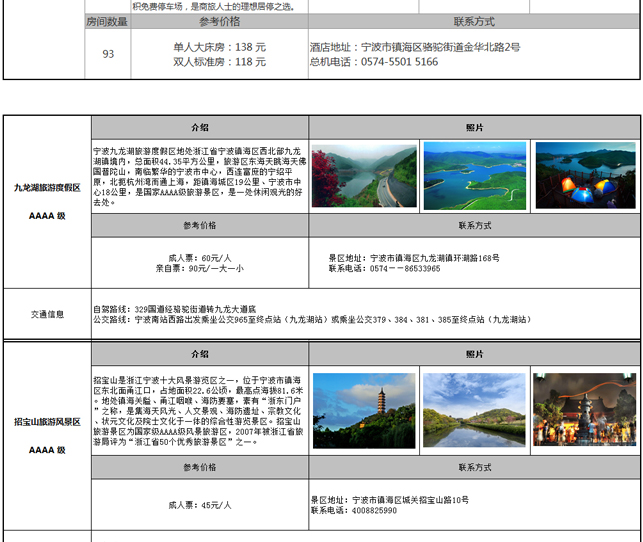 积免费停车场，是商旅人士的理想居停之选。
房间数量 参考价格 联系方式
93
单人大床房：138 元
双人标准房：118 元
酒店地址：宁波市镇海区骆驼街道金华北路2号
总机电话：0574-5501 5166
九龙湖旅游度假区
AAAA 级
介绍 照片
宁波九龙湖旅游度假区地处浙江省宁波镇海区西北部九龙
湖镇境内，总面积44.35平方公里，旅游区东海天眺海天佛
国普陀山，南临繁华的宁波市中心，西连富庶的宁绍平
原，北扼杭州湾而通上海，距镇海城区19公里、宁波市中
心18公里，是国家AAAA级旅游景区，是一处休闲观光的好
去处。
参考价格 联系方式
成人票：60元/人
亲自票：90元/一大一小
景区地址：宁波市镇海区九龙湖镇环湖路168号
联系电话：0574－－86533965
交通信息
自驾路线：329国道经骆驼街道转九龙大道底
公交路线：宁波南站西路出发乘坐公交965至终点站（九龙湖站）或乘坐公交379、384、381、385至终点站（九龙湖站）
招宝山旅游风景区
AAAA 级
介绍 照片
招宝山是浙江宁波十大风景游览区之一，位于宁波市镇海
区东北面甬江口，占地面积22.6公顷，最高点海拔81.6米
。地处镇海关隘、甬江咽喉、海防要塞，素有“浙东门户
”之称，是集海天风光、人文景观、海防遗址、宗教文化
、状元文化及院士文化于一体的综合性游览景区。招宝山
旅游景区为国家级AAAA级风景旅游区，2007年被浙江省旅
游局评为“浙江省50个优秀旅游景区”之一。
参考价格 联系方式
成人票：45元/人
景区地址：宁波市镇海区城关招宝山路10号
联系电话：4008825990